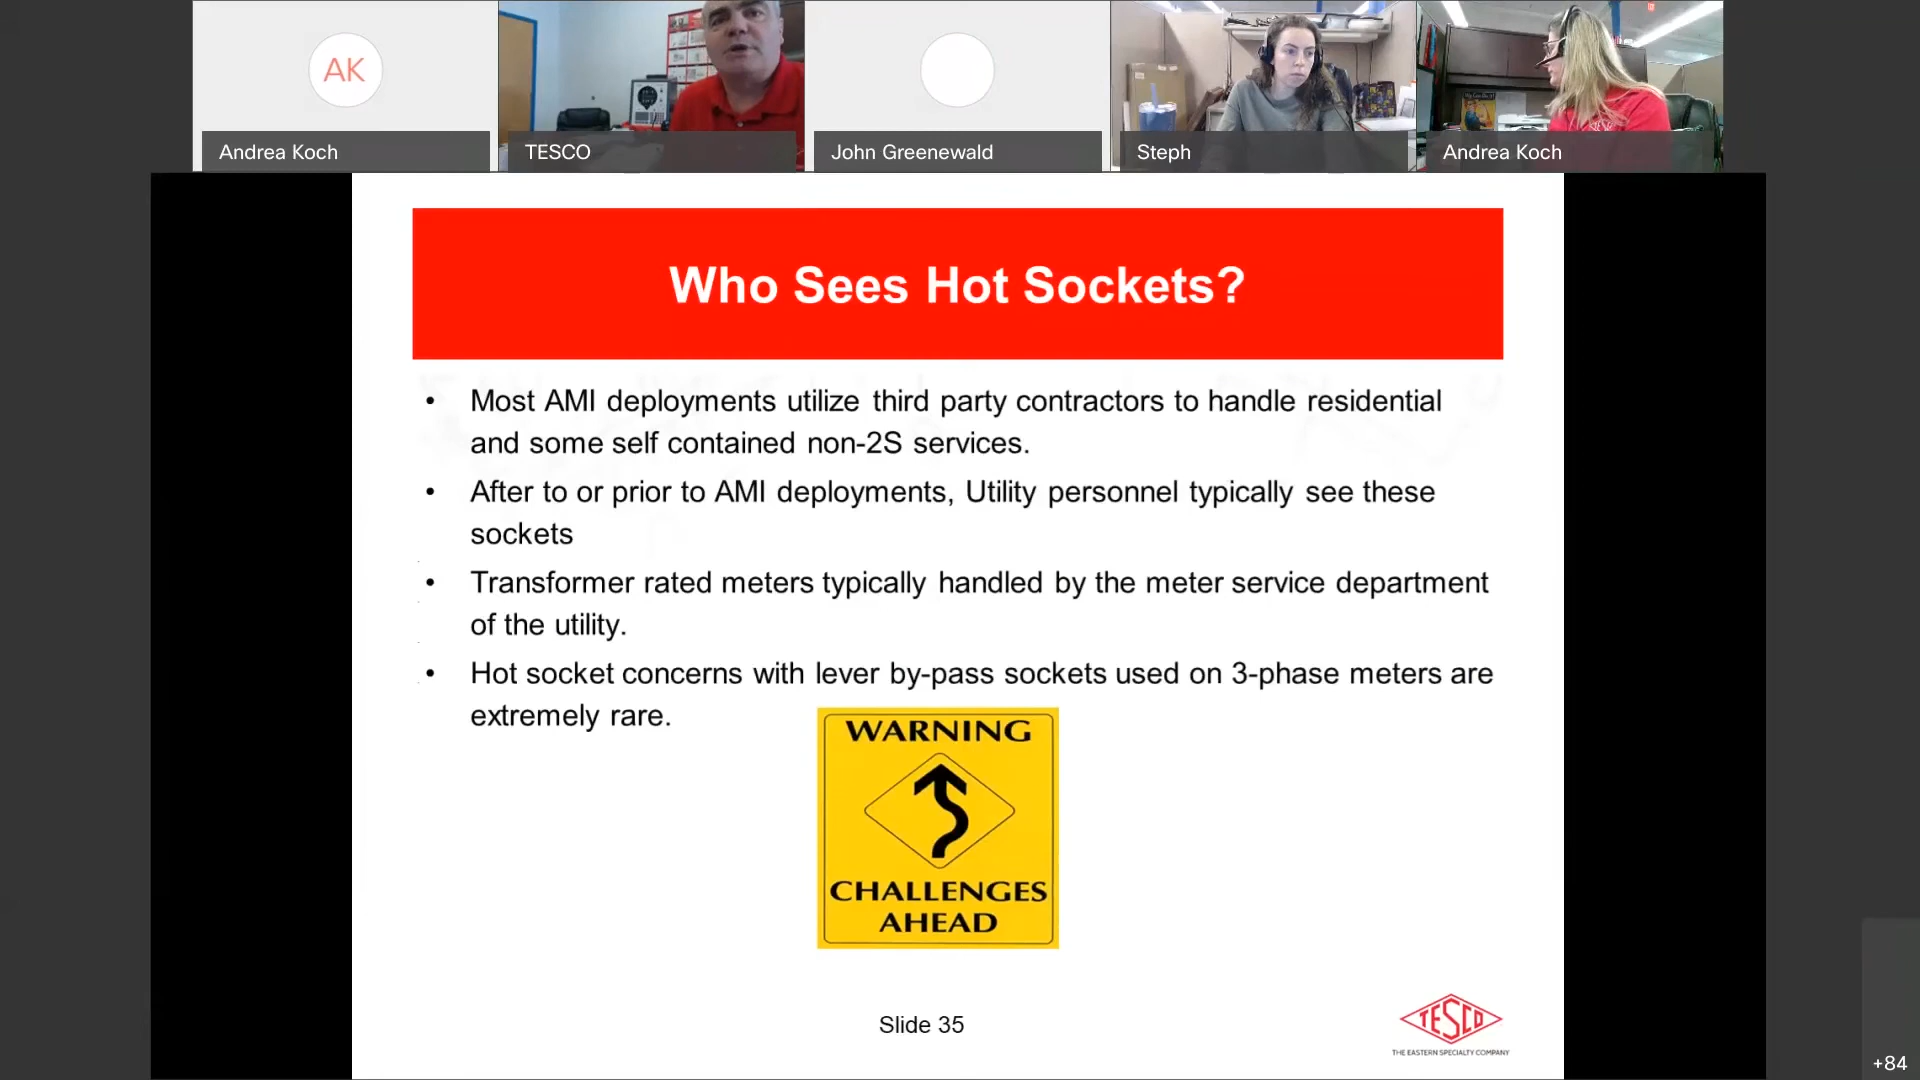 AK
Andrea Koch
TESCO
John Greenewald
Steph
Andrea Koch
Who Sees Hot Sockets?
• Most AMI deployments utilize third party contractors to handle residential
and some self contained non-2S services.
• After to or prior to AMI deployments, Utility personnel typically see these
sockets
• Transformer rated meters typically handled by the meter service department
of the utility.
• Hot socket concerns with lever by-pass sockets used on 3-phase meters are
extremely rare.
WARNING
CHALLENGES
AHEAD
Slide 35
TESCO
THE EASTERN SPECIALTY COMPANY
+84